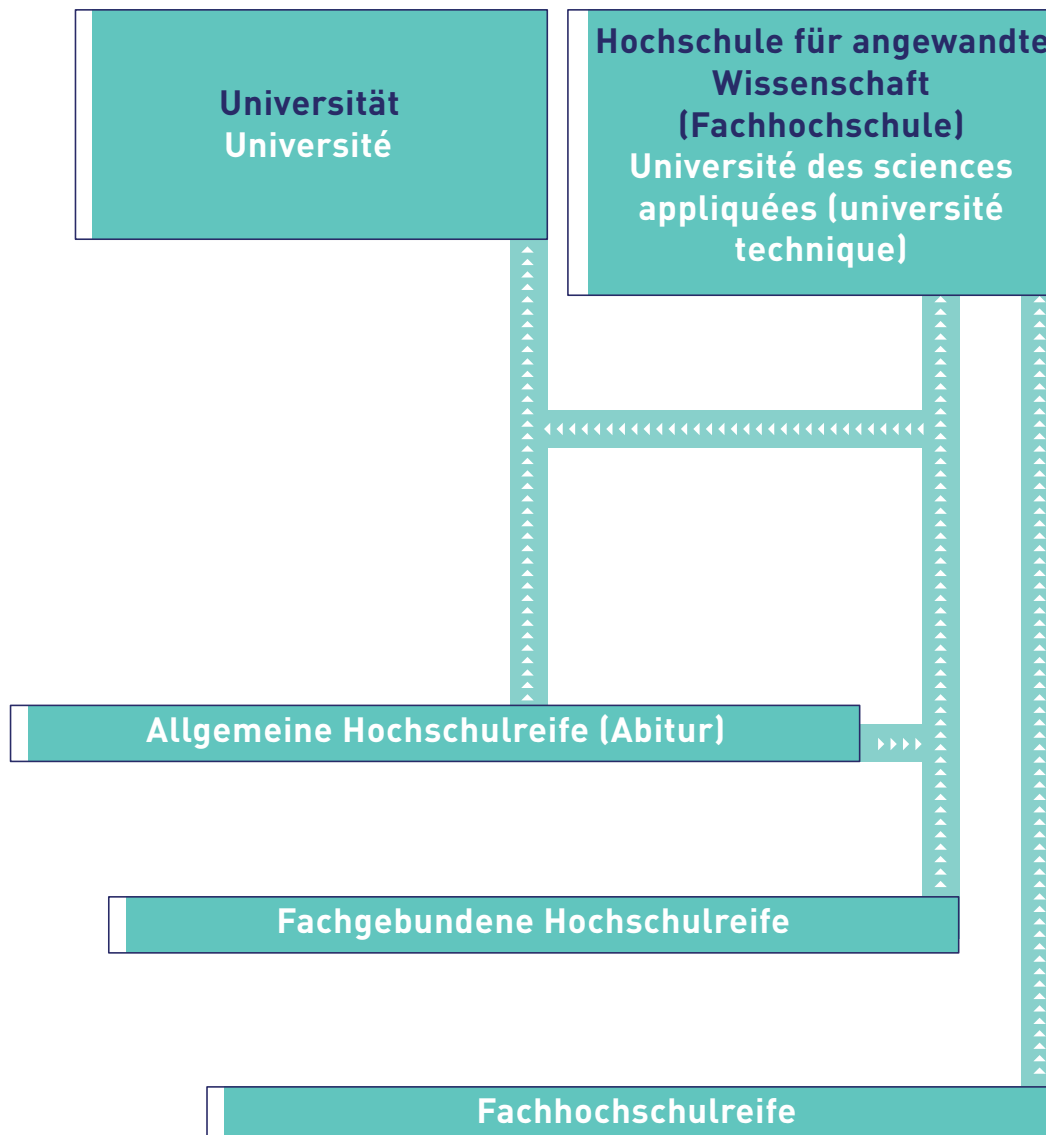 Universität
Université
Hochschule für angewandte
Wissenschaft
(Fachhochschule)
Université des sciences
appliquées (université
technique)
Allgemeine Hochschulreife (Abitur)
Fachgebundene Hochschulreife
Fachhochschulreife